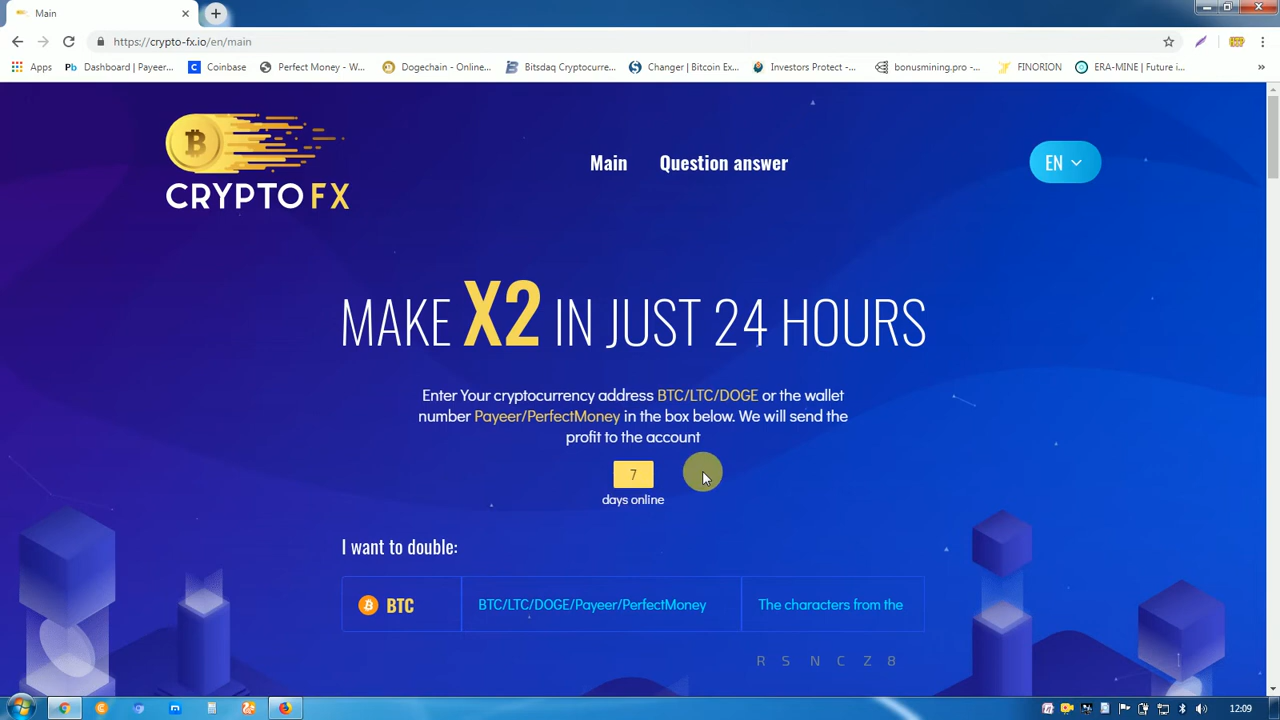 Main
https://crypto-fx.io/en/main
Apps
Pb Dashboard | Payeer...
Coinbase
Perfect Money - W...
Dogechain - Online...
Bitsdaq Cryptocurre...
Changer | Bitcoin Ex...
Investors Protect -...
bonusmining.pro -...
FINORION
ERA-MINE | Future i...
»
CRYPTO FX
Main
Question answer
EN
MAKE X2 IN JUST 24 HOURS
Enter Your cryptocurrency address BTC/LTC/DOGE or the wallet
number Payeer/PerfectMoney in the box below. We will send the
profit to the account
7
days online
I want to double:
BTC
BTC/LTC/DOGE/Payeer/PerfectMoney
The characters from the
R S N C Z 8
12:09